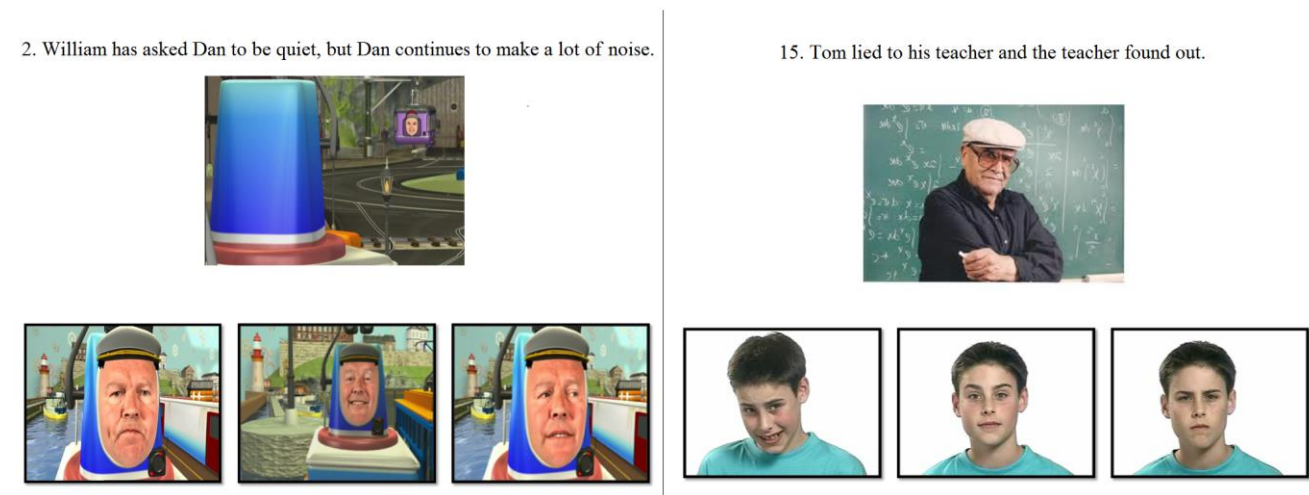 2. William has asked Dan to be quiet, but Dan continues to make a lot of noise.
15. Tom lied to his teacher and the teacher found out.